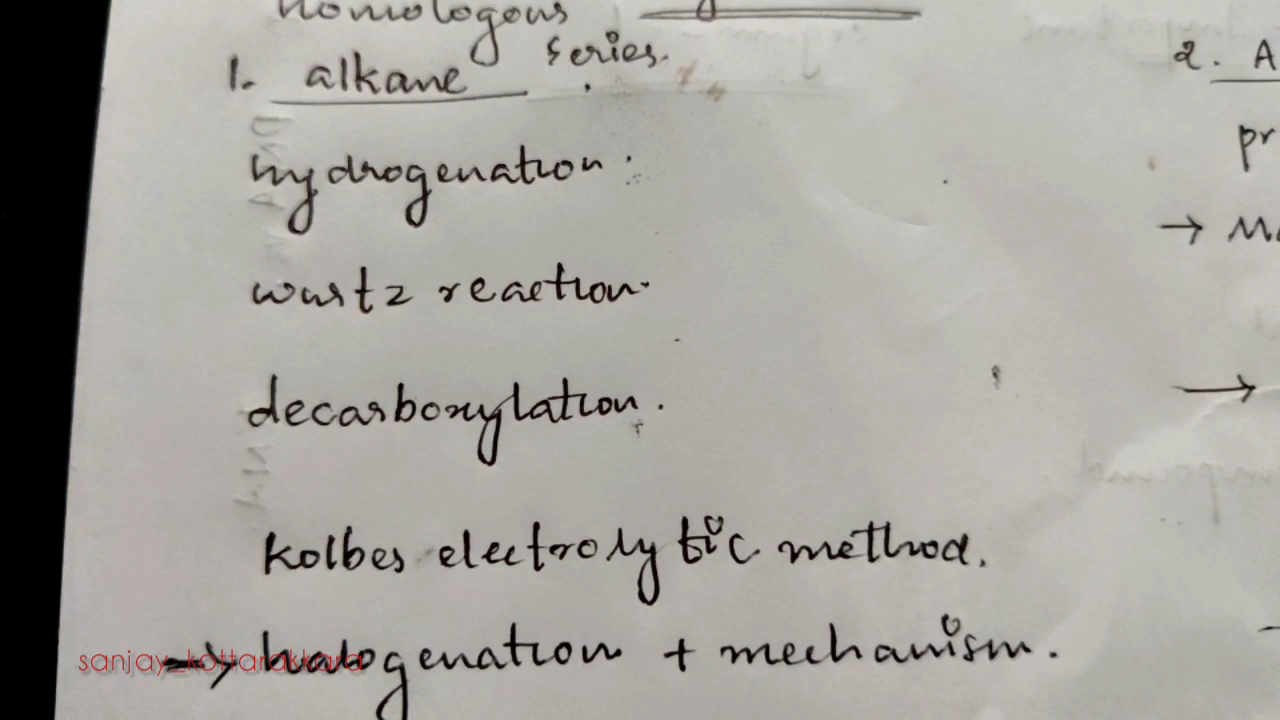 homologous
series.
1. alkane
hydrogenation.
wurtz reaction.
decarboxylation.
kolbes electrolytic method.
→ halogenation + mechanism.
sanjay_kottarakkara
2. A
pr
→
→